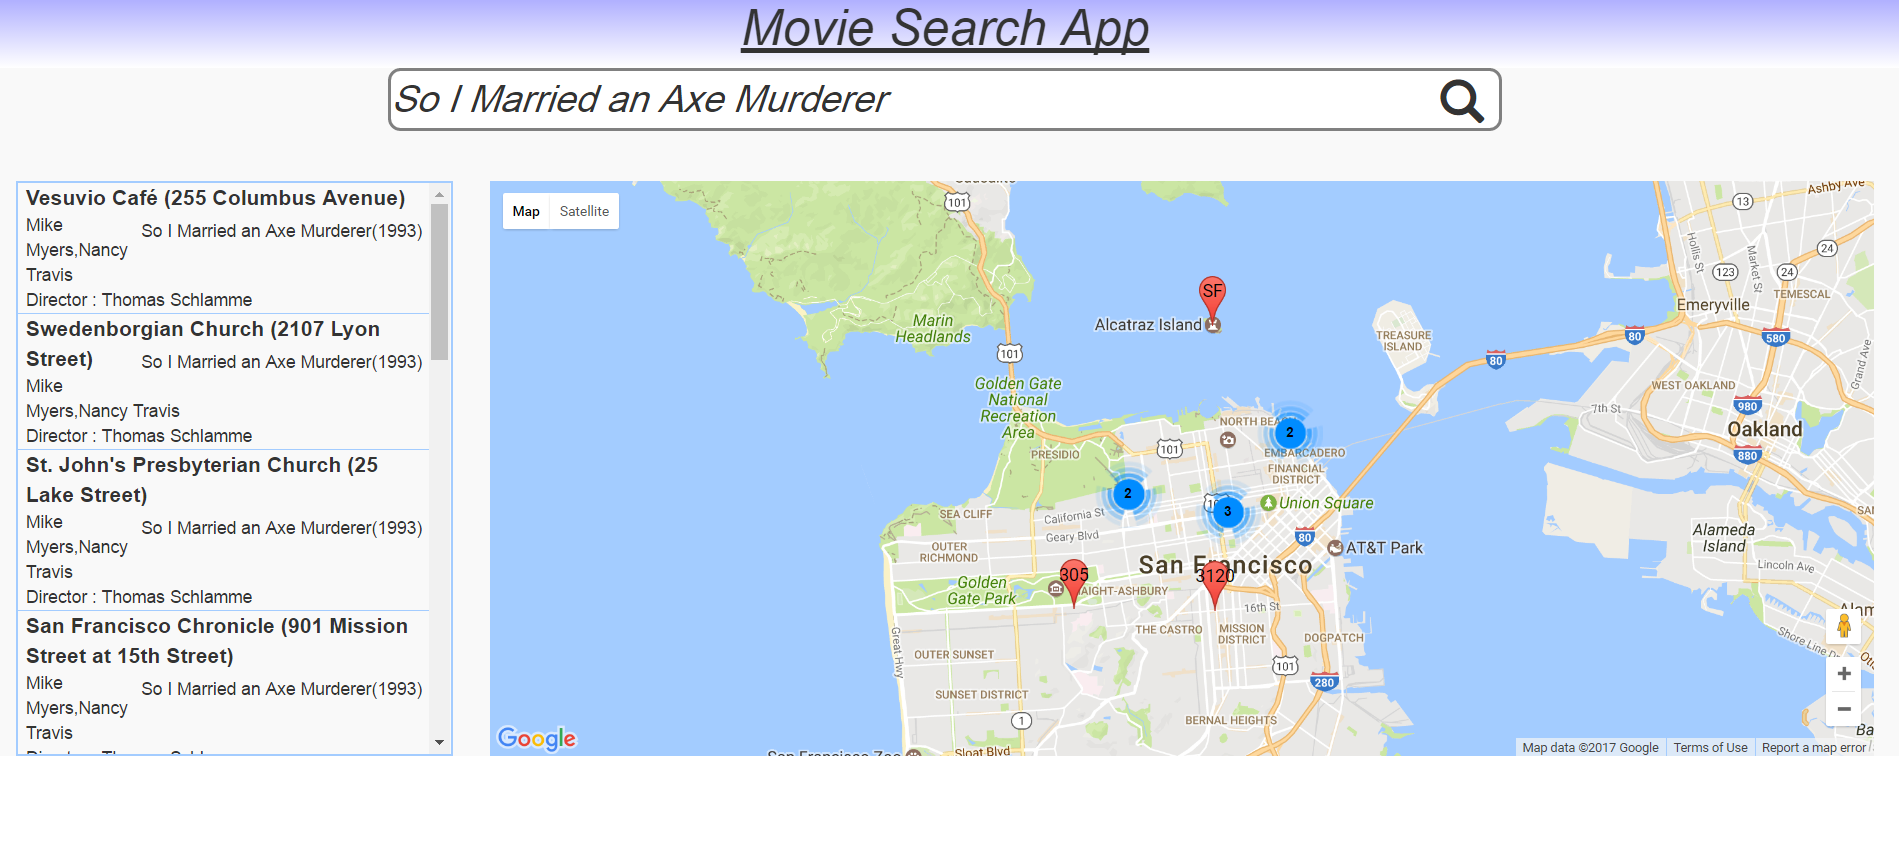 Movie Search App
So I Married an Axe Murderer
Vesuvio Café (255 Columbus Avenue)
Mike
Myers,Nancy
Travis
So I Married an Axe Murderer(1993)
Director : Thomas Schlamme
Swedenborgian Church (2107 Lyon
Street)
So I Married an Axe Murderer(1993)
Mike
Myers,Nancy Travis
Director : Thomas Schlamme
St. John's Presbyterian Church (25
Lake Street)
Mike
Myers,Nancy
Travis
So I Married an Axe Murderer(1993)
Director : Thomas Schlamme
San Francisco Chronicle (901 Mission
Street at 15th Street)
Mike
Myers,Nancy
Travis
So I Married an Axe Murderer(1993)
Map
Satellite
101
13
Ashby Ave
Hollis St
Market St
24
123
24
TEMESCAL
Emeryville
SF
Alcatraz Island
Marin
Headlands
101
TREASURE
ISLAND
80
80
580
Grand Ave
Golden Gate
National
Recreation
Area
WEST OAKLAND
980
7th St
Oakland
880
NORTH
2
101
PRESIDIO
EMBARCADERO
FINANCIAL
DISTRICT
2
3
Union Square
SEA CLIFF
California St
Geary Blvd
80
AT&T Park
Alameda
Island
OUTER
RICHMOND
San Francisco
Lincoln Ave
305
3120
Golden
Gate Park
HAIGHT-ASHBURY
16th St
THE CASTRO
MISSION
DISTRICT
DOGPATCH
Great Hwy
OUTER SUNSET
101
Shore Line
280
SUNSET DISTRICT
1
BERNAL HEIGHTS
Sloat Blvd
San Francisco Zoo
Google
Map data ©2017 Google
Terms of Use
Report a map error